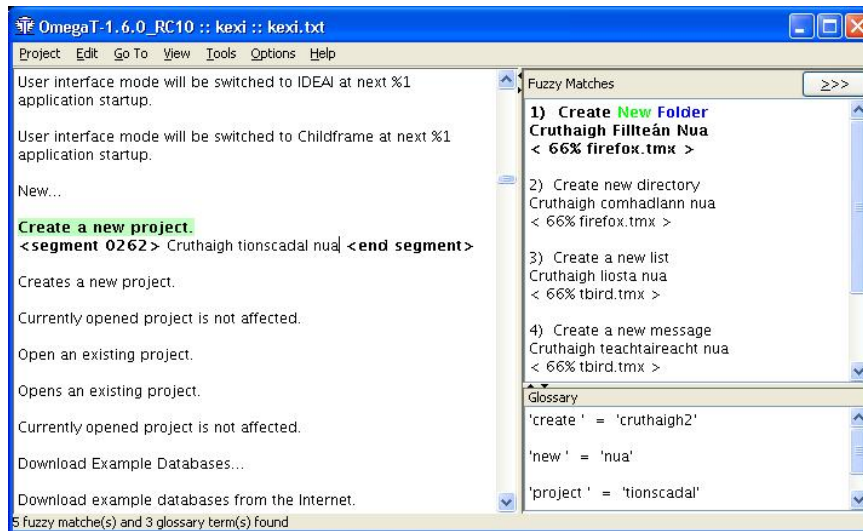 OmegaT-1.6.0_RC10 :: kexi :: kexi.txt
Project Edit Go To View Tools Options Help
User interface mode will be switched to IDEAl at next %1
application startup.
User interface mode will be switched to Childframe at next %1
application startup.
New...
Create a new project.
<segment 0262> Cruthaigh tionscadal nua <end segment>
Creates a new project.
Currently opened project is not affected.
Open an existing project.
Opens an existing project.
Currently opened project is not affected.
Download Example Databases...
Download example databases from the Internet.
Fuzzy Matches >>>
1) Create New Folder
Cruthaigh Fillteán Nua
< 66% firefox.tmx >
2) Create new directory
Cruthaigh comhadlann nua
< 66% firefox.tmx >
3) Create a new list
Cruthaigh liosta nua
< 66% tbird.tmx >
4) Create a new message
Cruthaigh teachtaireacht nua
< 66% tbird.tmx >
Glossary
'create ' = 'cruthaigh2'
'new ' = 'nua'
'project ' = 'tionscadal'
5 fuzzy matche(s) and 3 glossary term(s) found